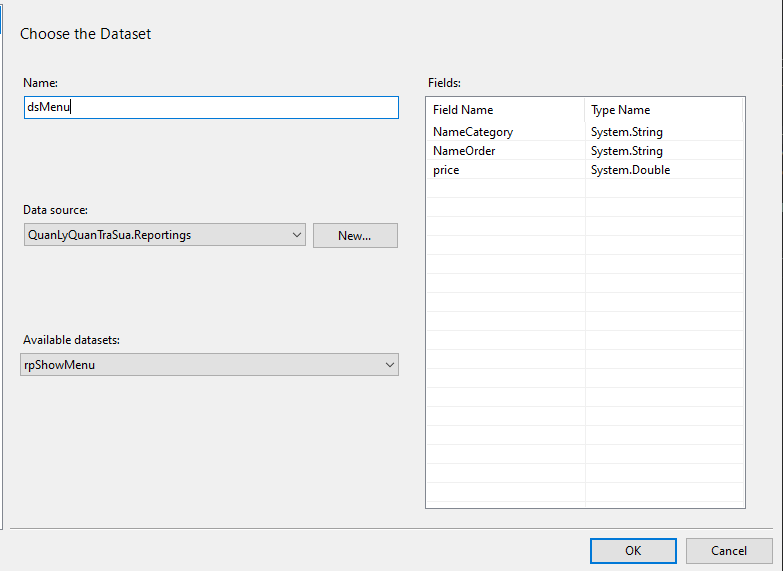 Choose the Dataset
Name:
dsMenu
Data source:
QuanLyQuanTraSua.Reportings
New...
Available datasets:
rpShowMenu
Fields:
Field Name Type Name
NameCategory System.String
NameOrder System.String
price System.Double
OK Cancel